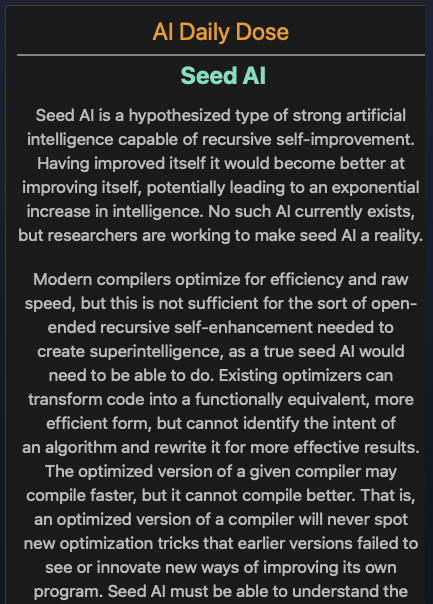 AI Daily Dose
Seed AI
Seed AI is a hypothesized type of strong artificial
intelligence capable of recursive self-improvement.
Having improved itself it would become better at
improving itself, potentially leading to an exponential
increase in intelligence. No such AI currently exists,
but researchers are working to make seed AI a reality.
Modern compilers optimize for efficiency and raw
speed, but this is not sufficient for the sort of open-
ended recursive self-enhancement needed to
create superintelligence, as a true seed AI would
need to be able to do. Existing optimizers can
transform code into a functionally equivalent, more
efficient form, but cannot identify the intent of
an algorithm and rewrite it for more effective results.
The optimized version of a given compiler may
compile faster, but it cannot compile better. That is,
an optimized version of a compiler will never spot
new optimization tricks that earlier versions failed to
see or innovate new ways of improving its own
program. Seed AI must be able to understand the